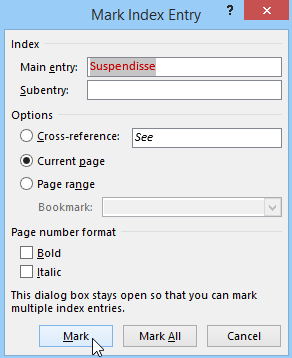 Mark Index Entry ? ×
Index
Main entry: Suspendisse
Subentry:
Options
Cross-reference: See
Current page
Page range
Bookmark:
Page number format
Bold
Italic
This dialog box stays open so that you can mark
multiple index entries.
Mark Mark All Cancel